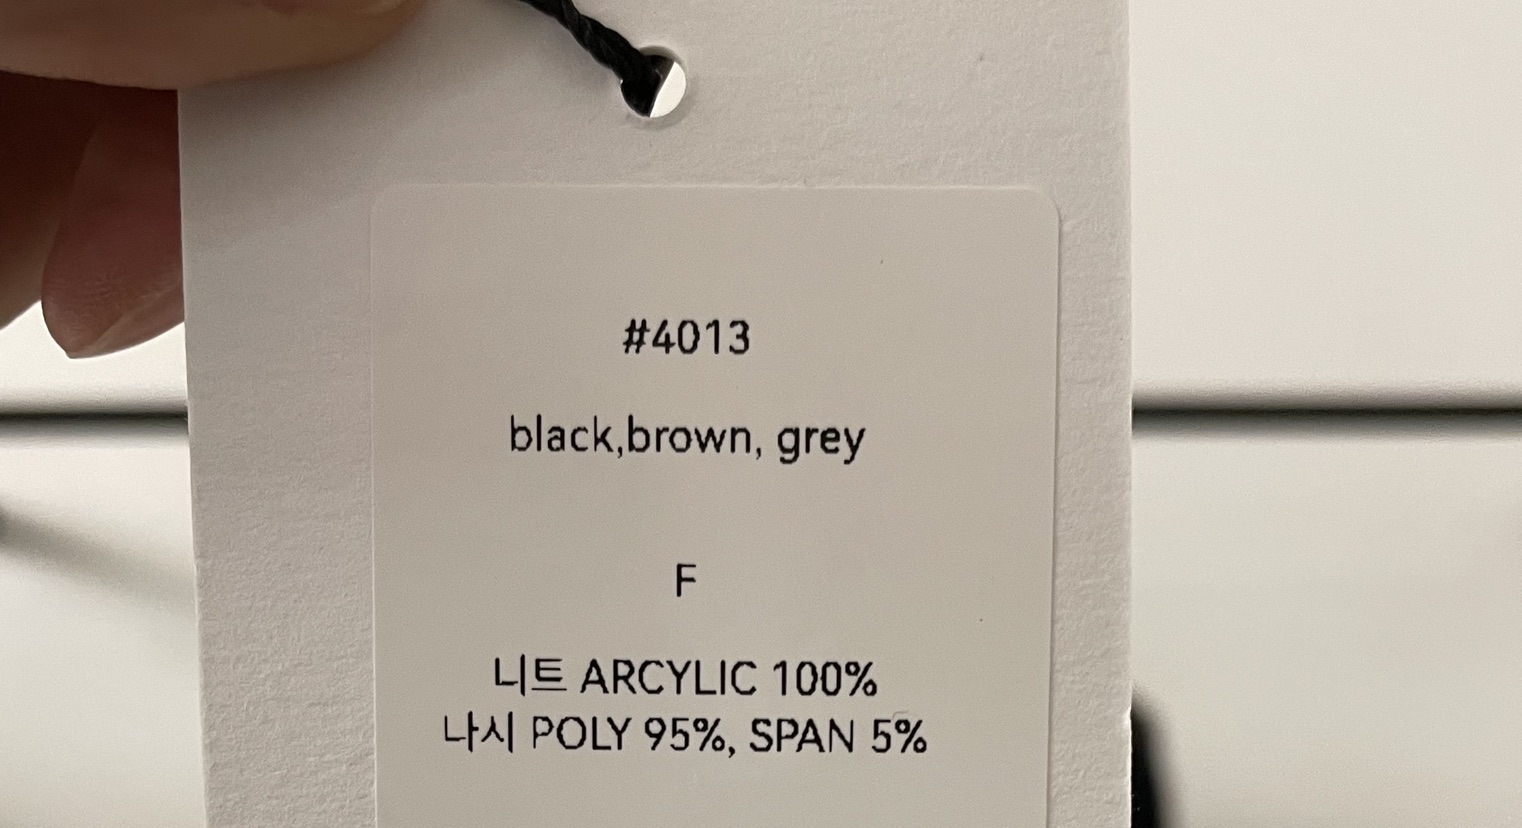 #4013
black,brown, grey
F
니트 ARCYLIC 100%
나시 POLY 95%, SPAN 5%